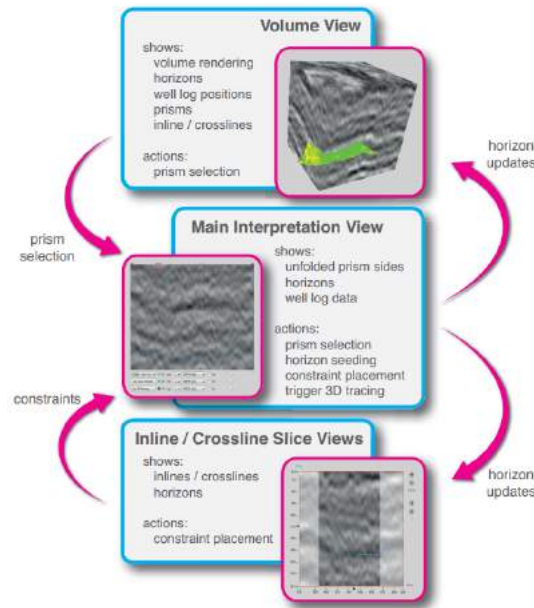 Volume View
shows:
volume rendering
horizons
well log positions
prisms
inline / crosslines
actions:
prism selection
horizon
updates
prism
selection
Main Interpretation View
shows:
unfolded prism sides
horizons
well log data
actions:
prism selection
horizon seeding
constraint placement
trigger 3D tracing
constraints
Inline / Crossline Slice Views
shows:
inlines / crosslines
horizons
actions:
constraint placement
horizon
updates